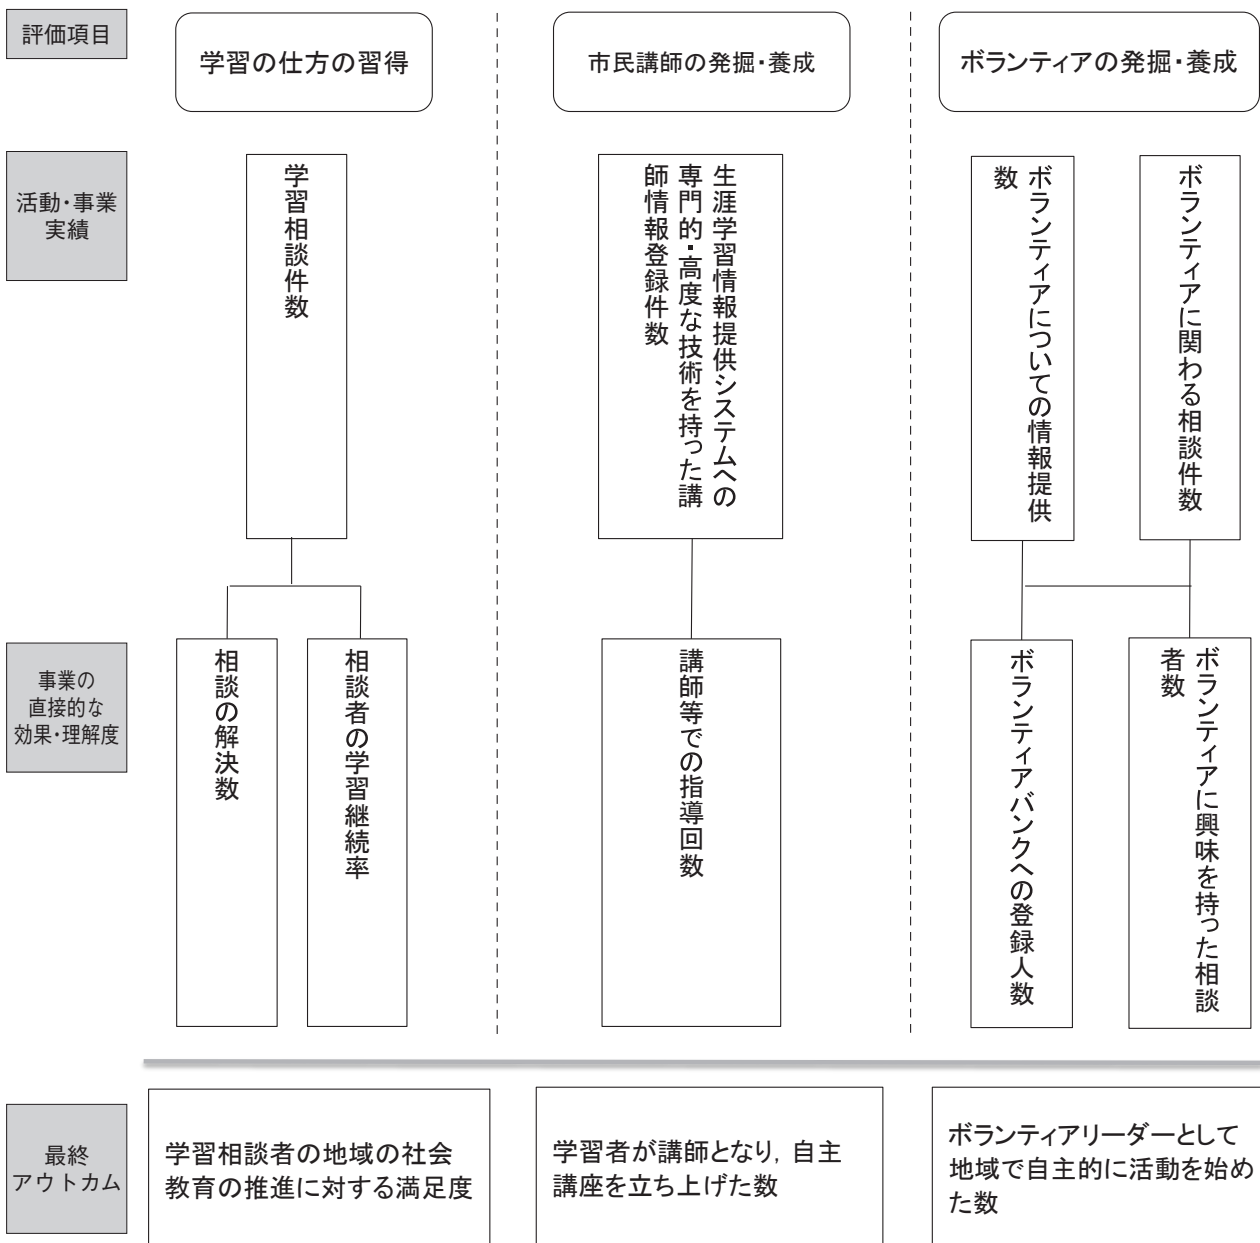 評価項目
学習の仕方の習得
市民講師の発掘・養成
ボランティアの発掘・養成
活動・事業
実績
学習相談件数
生涯学習情報提供システムへの
専門的・高度な技術を持った講
師情報登録件数
ボランティアについての情報提供
数
ボランティアに関わる相談件数
事業の
直接的な
効果・理解度
相談の解決数
相談者の学習継続率
講師等での指導回数
ボランティアバンクへの登録人数
ボランティアに興味を持った相談
者数
最終
アウトカム
学習相談者の地域の社会
教育の推進に対する満足度
学習者が講師となり，自主
講座を立ち上げた数
ボランティアリーダーとして
地域で自主的に活動を始め
た数